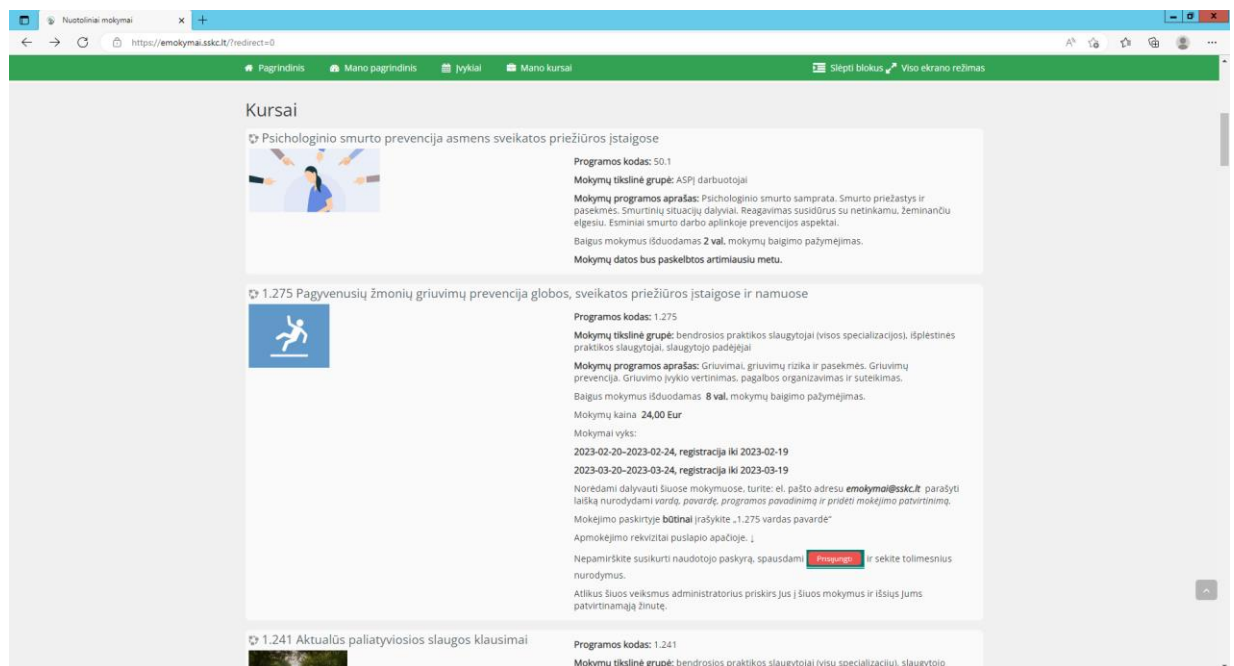 Nuotoliniai mokymai
https://emokymai.sskc.lt/?redirect=0
Pagrindinis Mano pagrindinis Įvykiai Mano kursai Slėpti blokus Viso ekrano režimas
Kursai
Psichologinio smurto prevencija asmens sveikatos priežiūros įstaigose
Programos kodas: 50.1
Mokymų tikslinė grupė: ASPĮ darbuotojai
Mokymų programos aprašas: Psichologinio smurto samprata. Smurto priežastys ir
pasekmės. Smurtinių situacijų dalyviai. Reagavimas susidūrus su netinkamu, žeminančiu
elgesiu. Esminiai smurto darbo aplinkoje prevencijos aspektai.
Baigus mokymus išduodamas 2 val. mokymų baigimo pažymėjimas.
Mokymų datos bus paskelbtos artimiausiu metu.
1.275 Pagyvenusių žmonių griuvimų prevencija globos, sveikatos priežiūros įstaigose ir namuose
Programos kodas: 1.275
Mokymų tikslinė grupė: bendrosios praktikos slaugytojai (visos specializacijos), išplėstinės
praktikos slaugytojai, slaugytojo padėjėjai
Mokymų programos aprašas: Griuvimai, griuvimų rizika ir pasekmės. Griuvimų
prevencija. Griuvimo įvykio vertinimas, pagalbos organizavimas ir suteikimas.
Baigus mokymus išduodamas 8 val. mokymų baigimo pažymėjimas.
Mokymų kaina 24,00 Eur
Mokymai vyks:
2023-02-20–2023-02-24, registracija iki 2023-02-19
2023-03-20–2023-03-24, registracija iki 2023-03-19
Norėdami dalyvauti šiuose mokymuose, turite: el. pašto adresu emokymai@sskc.lt parašyti
laišką nurodydami vardą, pavardę, programos pavadinimą ir pridėti mokėjimo patvirtinimą.
Mokėjimo paskirtyje būtinai įrašykite „1.275 vardas pavardė“
Apmokėjimo rekvizitai puslapio apačioje. ↓
Nepamirškite susikurti naudotojo paskyrą, spausdami Prisijungti ir sekite tolimesnius
nurodymus.
Atlikus šiuos veiksmus administratorius priskirs Jus į šiuos mokymus ir išsiųs Jums
patvirtinamąją žinutę.
1.241 Aktualūs paliatyviosios slaugos klausimai
Programos kodas: 1.241
Mokymų tikslinė grupė: bendrosios praktikos slaugytojai (visų specializacijų), slaugytojo